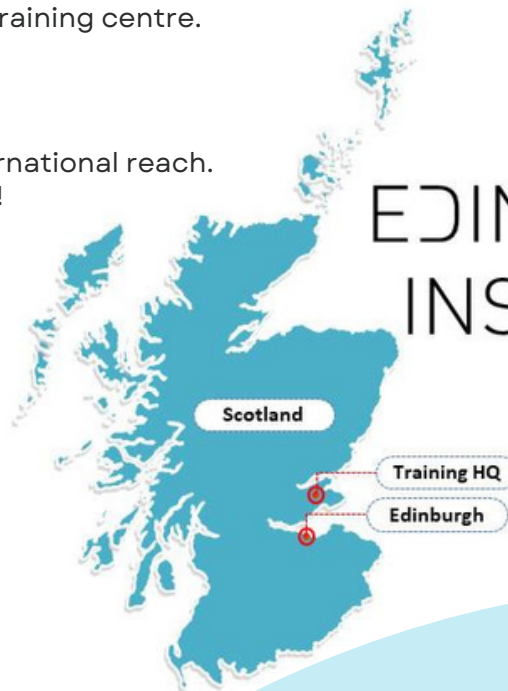 raining centre.
rnational reach.
!
EDIN
INS
Scotland
Training HQ
Edinburgh